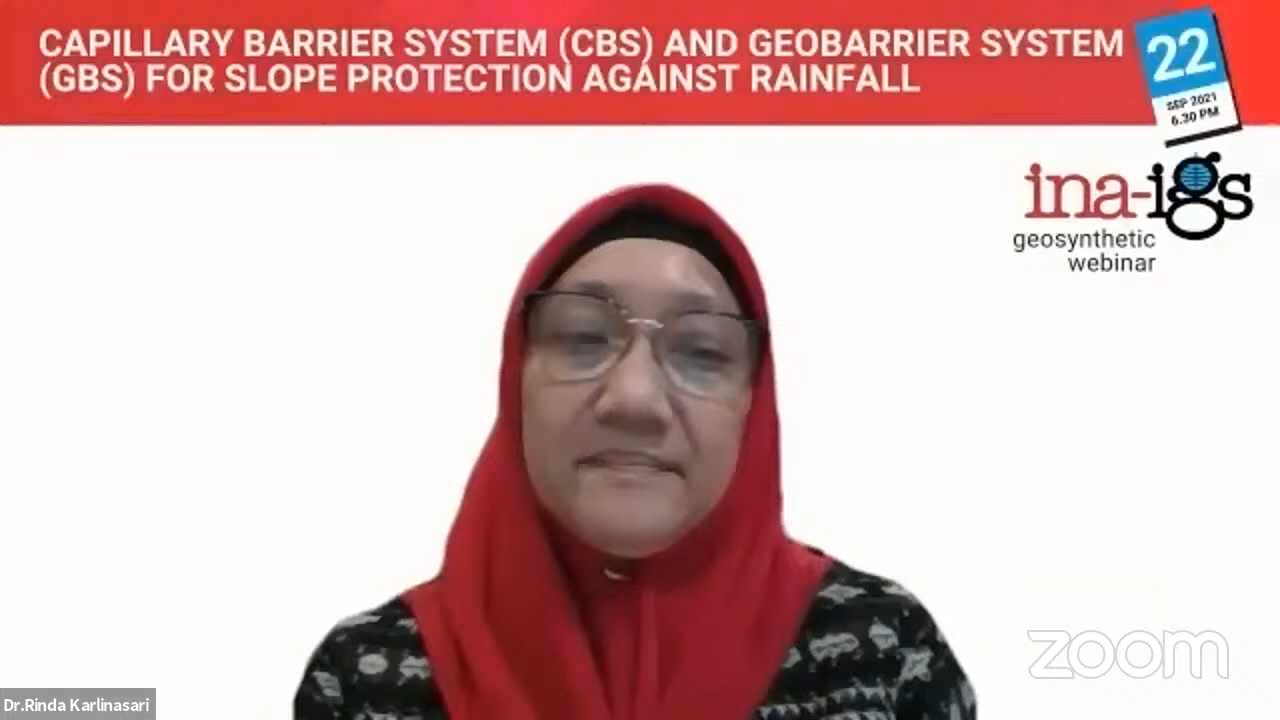 CAPILLARY BARRIER SYSTEM (CBS) AND GEOBARRIER SYSTEM
(GBS) FOR SLOPE PROTECTION AGAINST RAINFALL
22
SEP 2021
6.30 PM
ina-igs
geosynthetic
webinar
zoom
Dr.Rinda Karlinasari